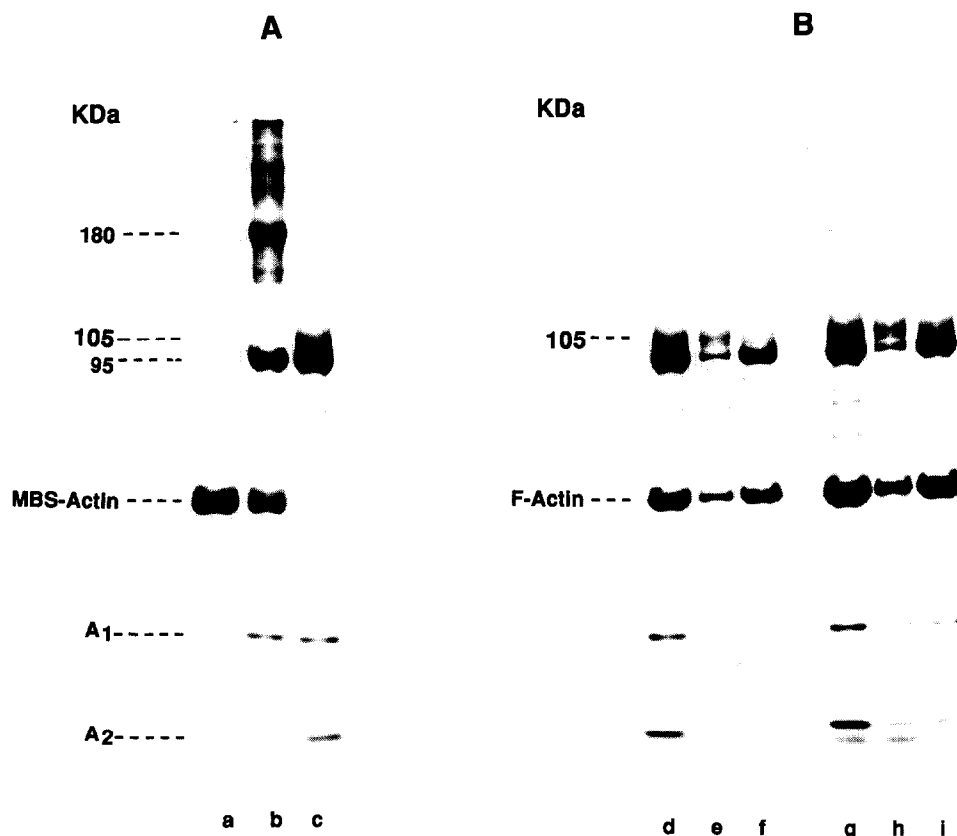 A
B
KDa
KDa
180 ----
105 ----
95 ----
105 ---
MBS-Actin ----
F-Actin ---
A1 -----
A2 -----
a b c
d e f g h i